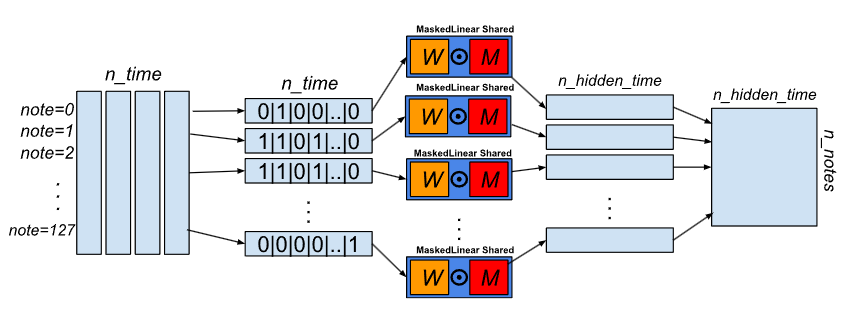 n_time
note=0
note=1
note=2
.
.
.
note=127
n_time
0|1|0|0|..|0
1|1|0|1|..|0
1|1|0|1|..|0
...
0|0|0|0|..|1
MaskedLinear Shared
W ⊙ M
MaskedLinear Shared
W ⊙ M
MaskedLinear Shared
W ⊙ M
...
MaskedLinear Shared
W ⊙ M
n_hidden_time
...
n_hidden_time
n_notes